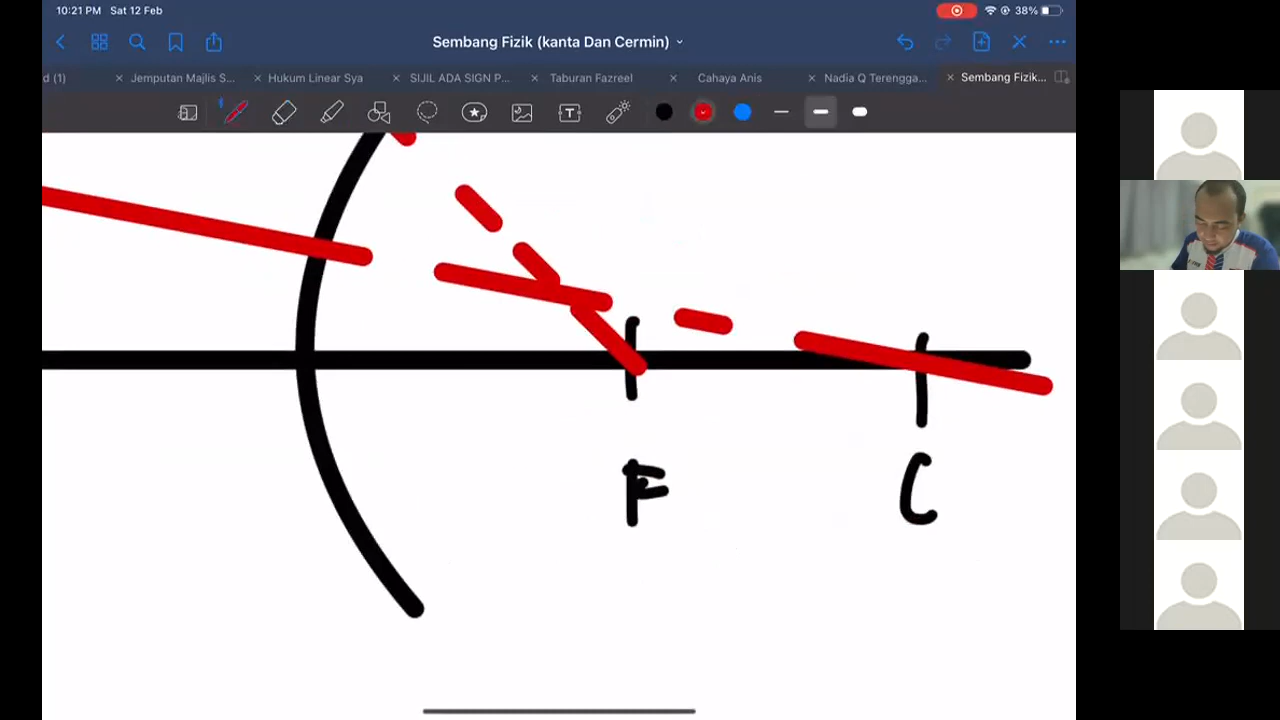 10:21 PM Sat 12 Feb
38%
Sembang Fizik (kanta Dan Cermin)
d (1)
Jemputan Majlis S...
Hukum Linear Sya
SIJIL ADA SIGN P...
Taburan Fazreel
Cahaya Anis
Nadia Q Terengga...
Sembang Fizik...
F
C